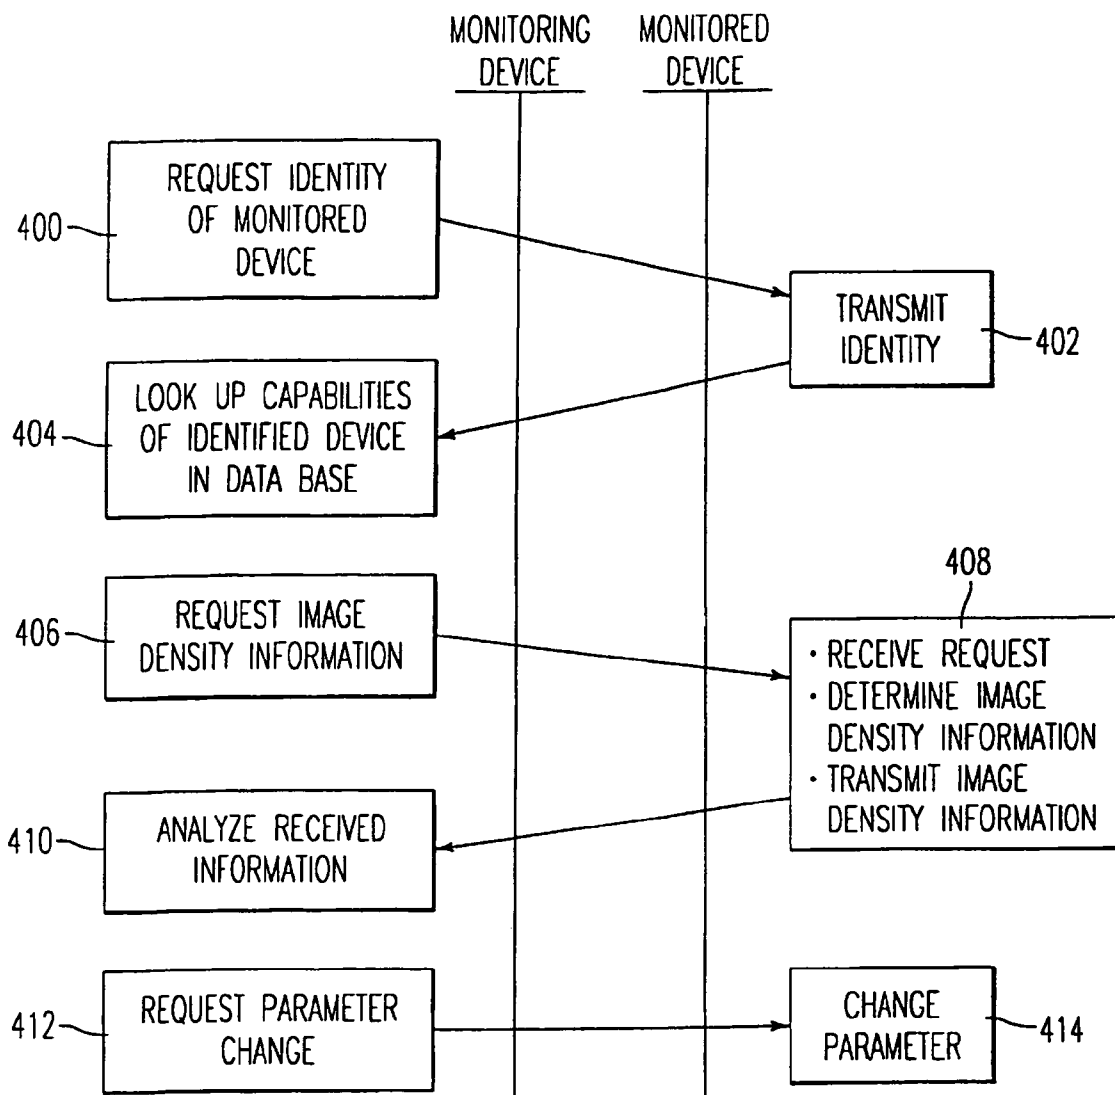 MONITORING
DEVICE
MONITORED
DEVICE
400
REQUEST IDENTITY
OF MONITORED
DEVICE
TRANSMIT
IDENTITY
402
404
LOOK UP CAPABILITIES
OF IDENTIFIED DEVICE
IN DATA BASE
406
REQUEST IMAGE
DENSITY INFORMATION
408
· RECEIVE REQUEST
· DETERMINE IMAGE
DENSITY INFORMATION
· TRANSMIT IMAGE
DENSITY INFORMATION
410
ANALYZE RECEIVED
INFORMATION
412
REQUEST PARAMETER
CHANGE
CHANGE
PARAMETER
414